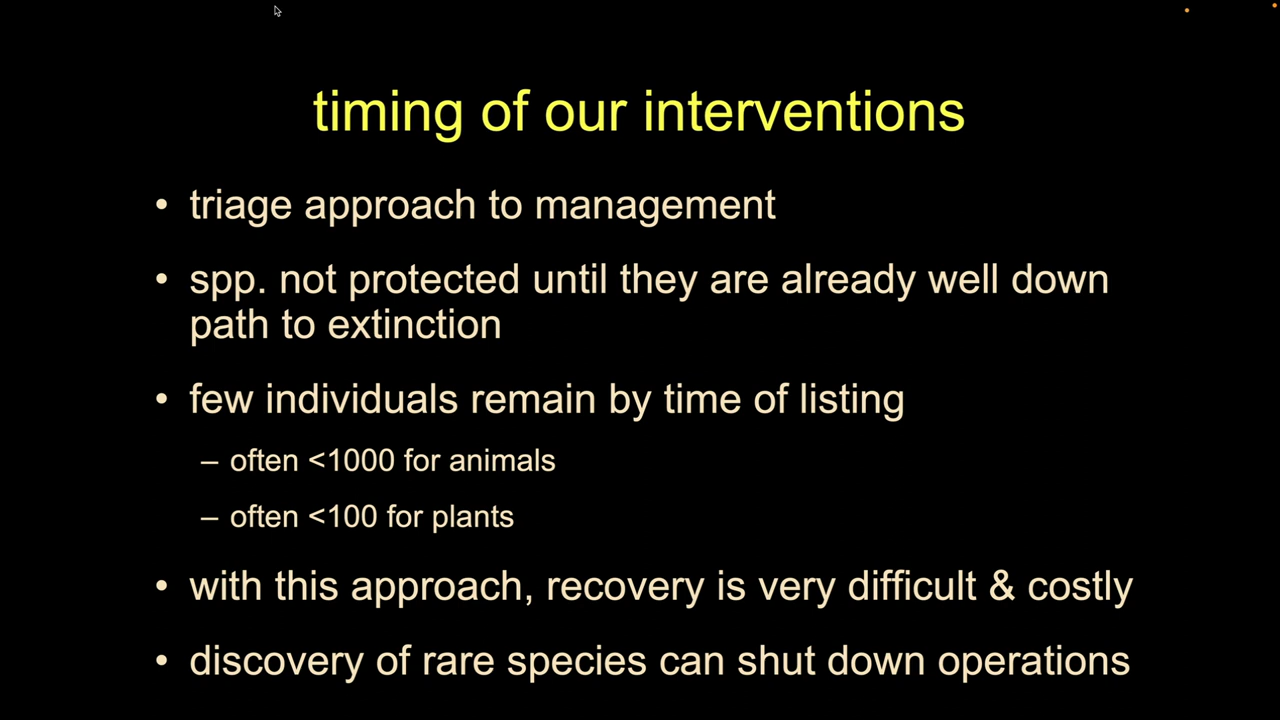 timing of our interventions
• triage approach to management
• spp. not protected until they are already well down
path to extinction
• few individuals remain by time of listing
– often <1000 for animals
– often <100 for plants
• with this approach, recovery is very difficult & costly
• discovery of rare species can shut down operations